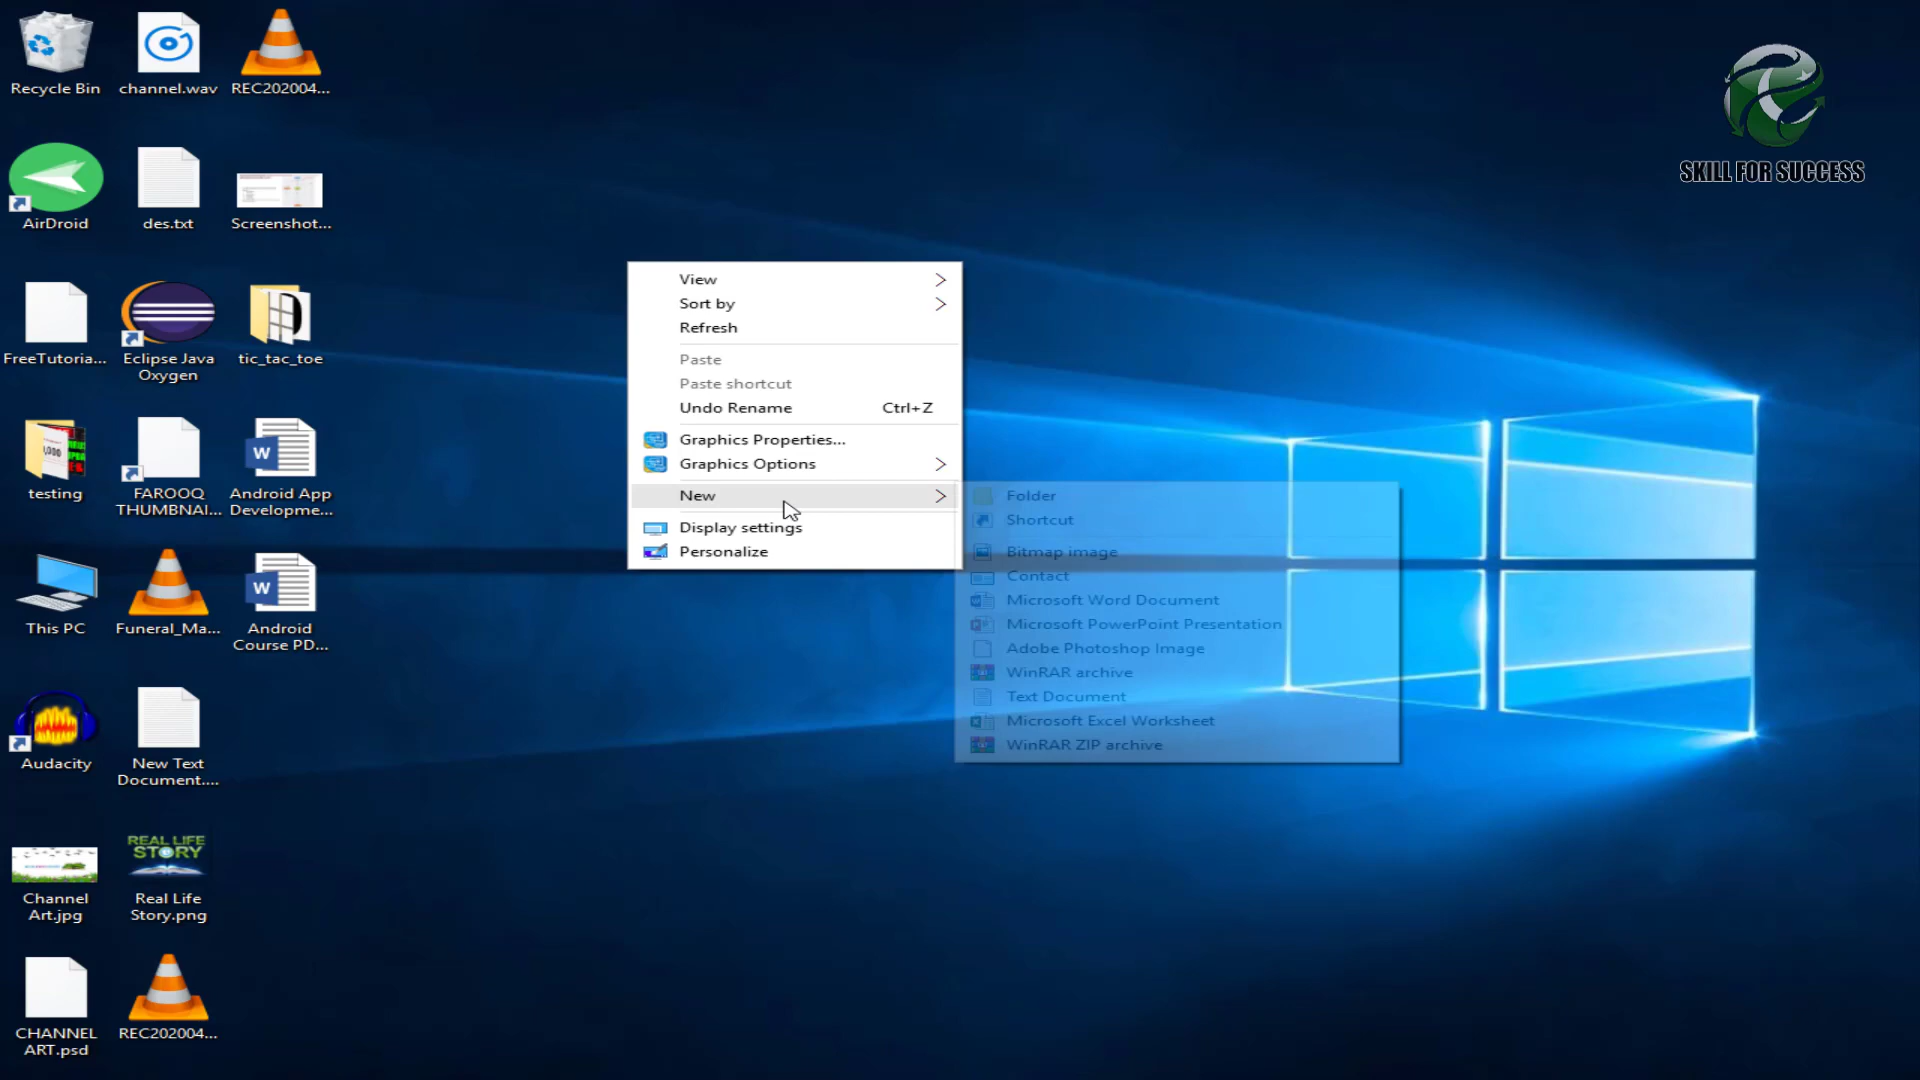 Recycle Bin
channel.wav
REC202004...
AirDroid
des.txt
Screenshot...
FreeTutoria...
Eclipse Java
Oxygen
tic_tac_toe
testing
FAROOQ
THUMBNAI...
Android App
Developme...
This PC
Funeral_Ma...
Android
Course PD...
Audacity
New Text
Document....
Channel
Art.jpg
REAL LIFE
STORY
Real Life
Story.png
CHANNEL
ART.psd
REC202004...
View
Sort by
Refresh
Paste
Paste shortcut
Undo Rename Ctrl+Z
Graphics Properties...
Graphics Options
New
Display settings
Personalize
Folder
Shortcut
Bitmap image
Contact
Microsoft Word Document
Microsoft PowerPoint Presentation
Adobe Photoshop Image
WinRAR archive
Text Document
Microsoft Excel Worksheet
WinRAR ZIP archive
SKILL FOR SUCCESS